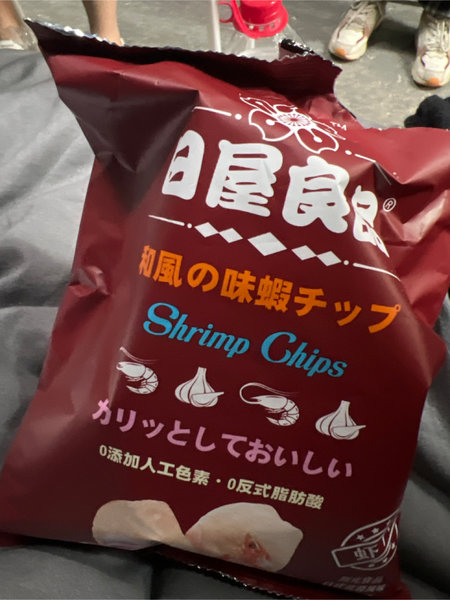 TM
日屋良品®
和風の味蝦チップ
Shrimp Chips
カリッとしておいしい
0添加人工色素·0反式脂肪酸